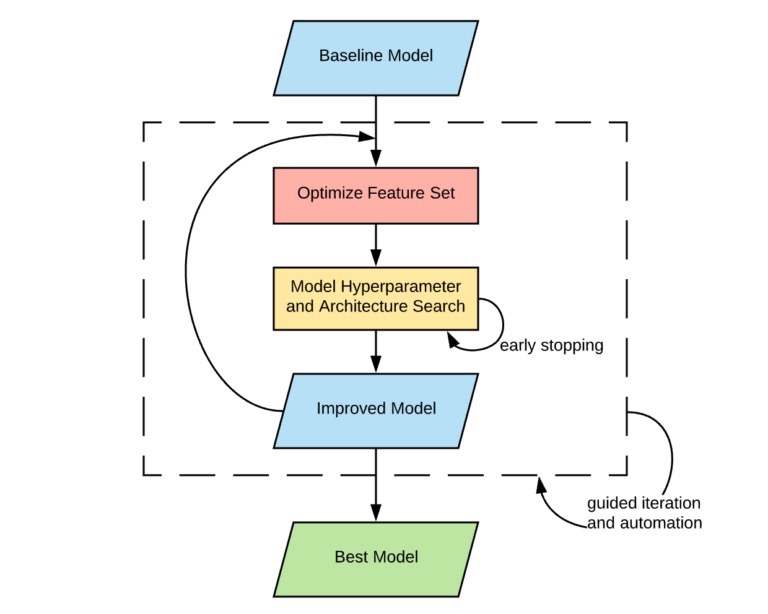 Baseline Model
Optimize Feature Set
Model Hyperparameter
and Architecture Search
early stopping
Improved Model
guided iteration
and automation
Best Model